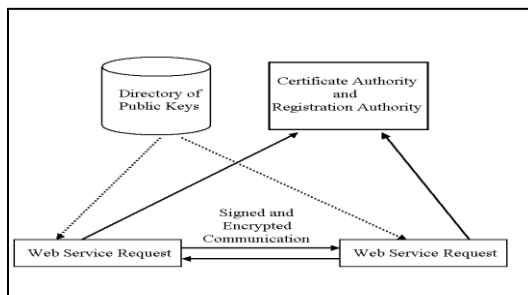 Directory of
Public Keys
Certificate Authority
and
Registration Authority
Signed and
Encrypted
Communication
Web Service Request
Web Service Request